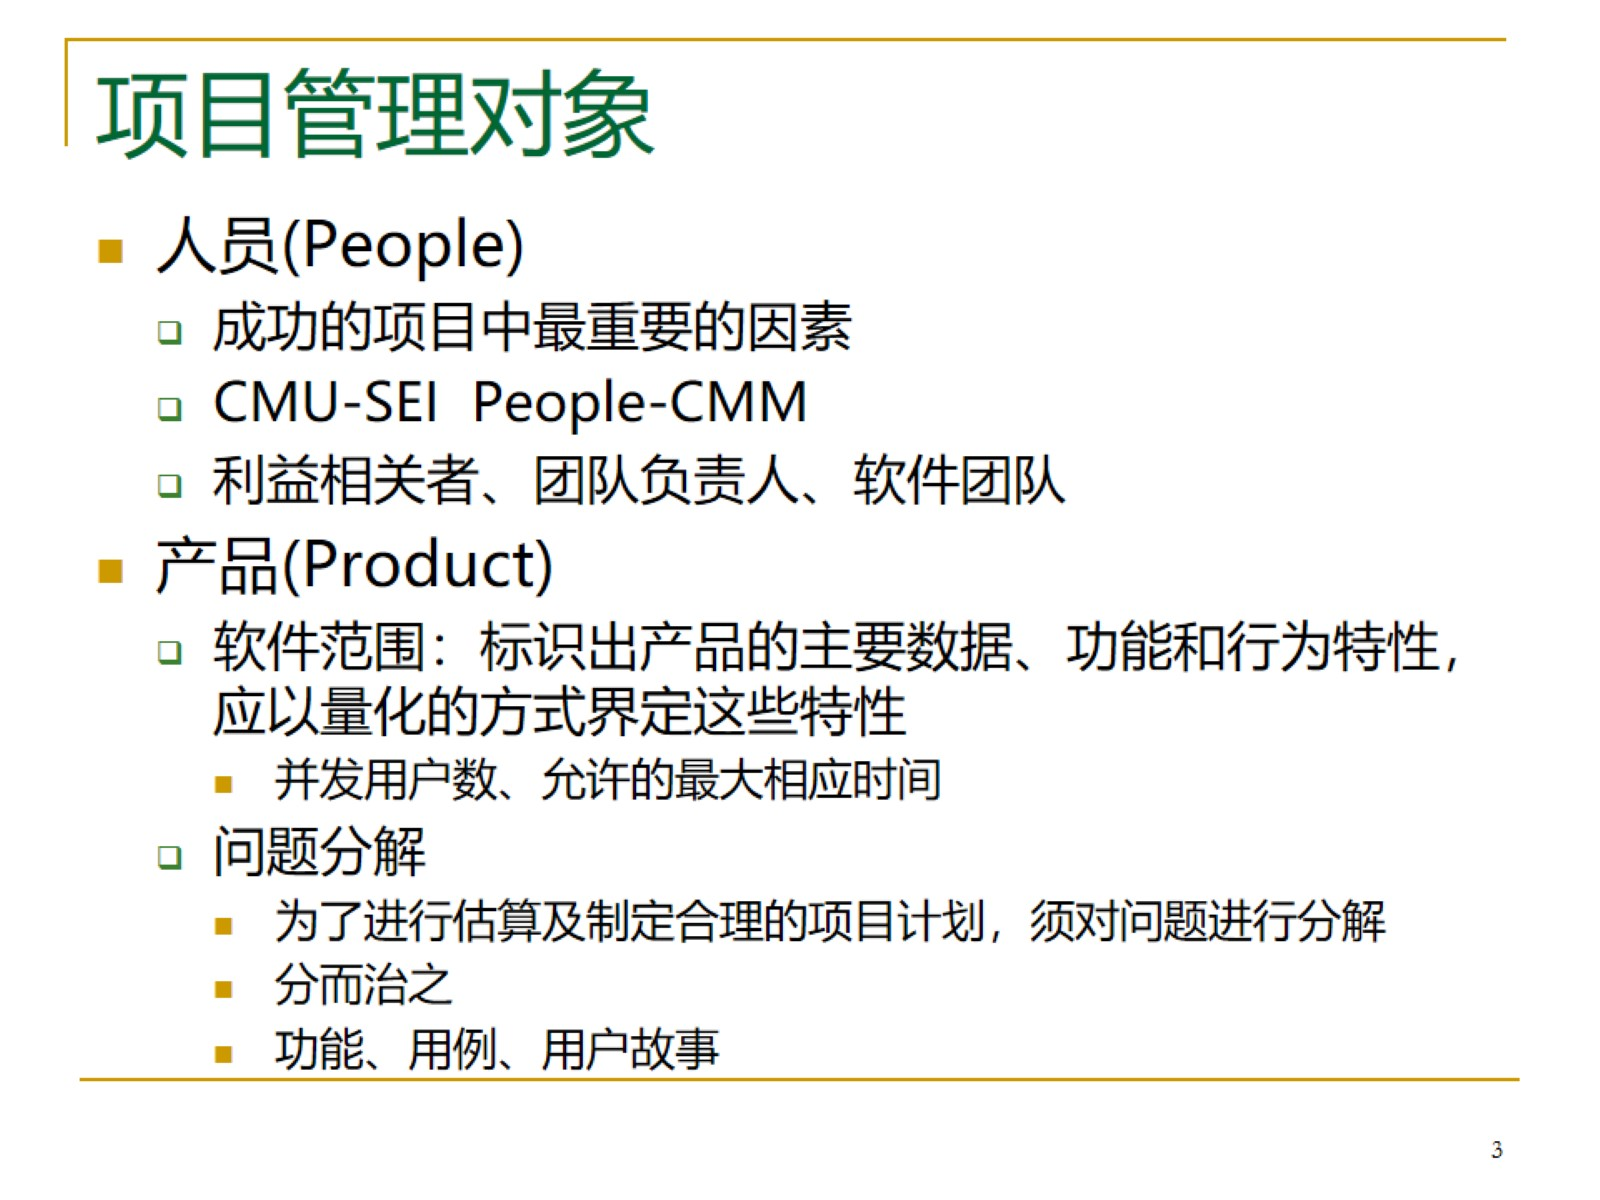 项目管理对象
人员(People)
成功的项目中最重要的因素
CMU-SEI People-CMM
利益相关者、团队负责人、软件团队
产品(Product)
软件范围：标识出产品的主要数据、功能和行为特性，
应以量化的方式界定这些特性
并发用户数、允许的最大相应时间
问题分解
为了进行估算及制定合理的项目计划，须对问题进行分解
分而治之
功能、用例、用户故事
3